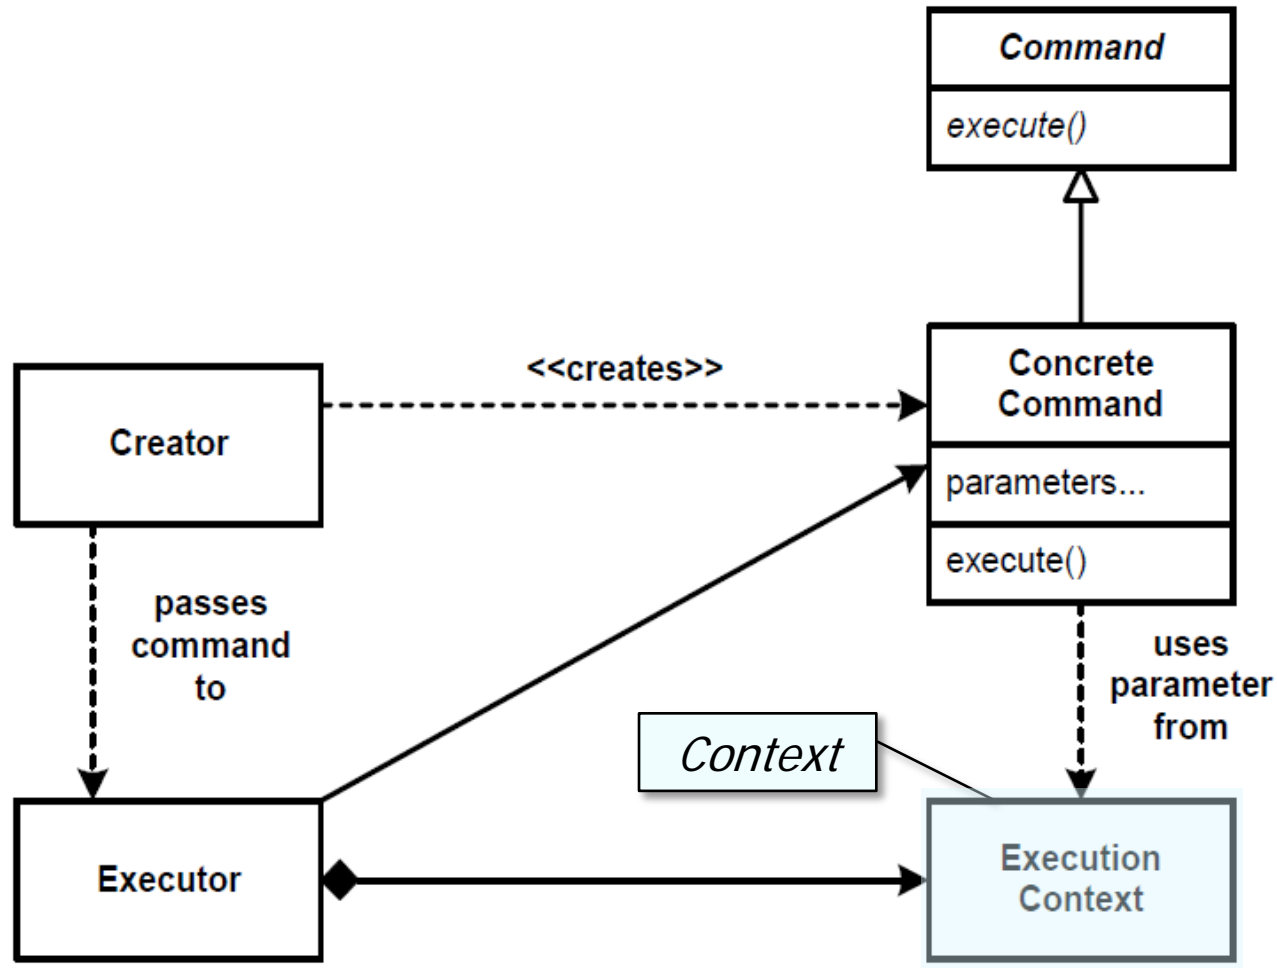 Command
execute()
<<creates>>
Concrete
Command
Creator
parameters...
execute()
passes
command
to
uses
parameter
from
Context
Executor
Execution
Context